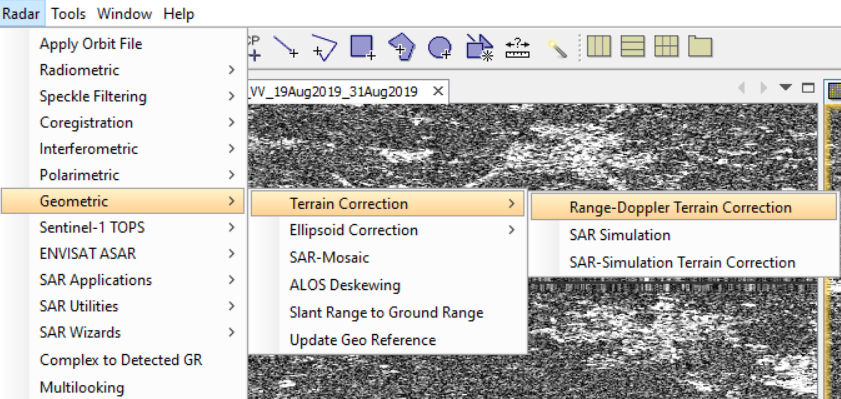 Radar Tools Window Help
Apply Orbit File
Radiometric
Speckle Filtering
Coregistration
Interferometric
Polarimetric
Geometric
Sentinel-1 TOPS
ENVISAT ASAR
SAR Applications
SAR Utilities
SAR Wizards
Complex to Detected GR
Multilooking
_VV_19Aug2019_31Aug2019
Terrain Correction
Ellipsoid Correction
SAR-Mosaic
ALOS Deskewing
Slant Range to Ground Range
Update Geo Reference
Range-Doppler Terrain Correction
SAR Simulation
SAR-Simulation Terrain Correction